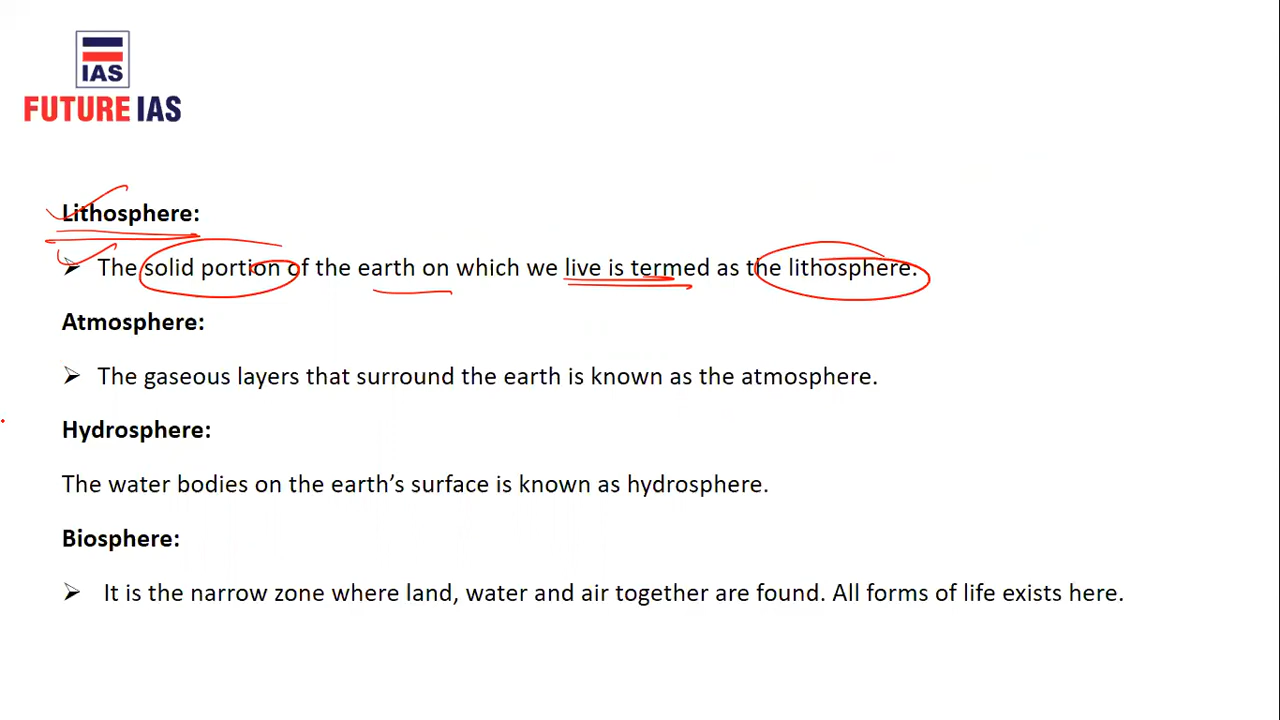 IAS
FUTURE IAS
Lithosphere:
The solid portion of the earth on which we live is termed as the lithosphere.
Atmosphere:
The gaseous layers that surround the earth is known as the atmosphere.
Hydrosphere:
The water bodies on the earth’s surface is known as hydrosphere.
Biosphere:
It is the narrow zone where land, water and air together are found. All forms of life exists here.